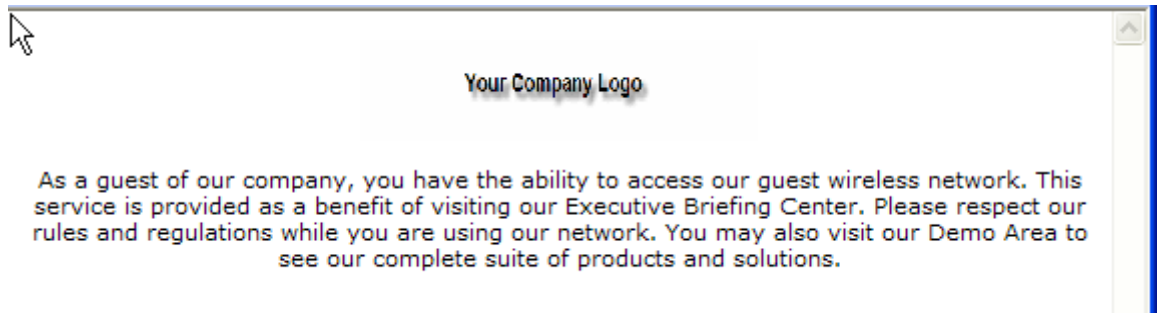 Your Company Logo
As a guest of our company, you have the ability to access our guest wireless network. This
service is provided as a benefit of visiting our Executive Briefing Center. Please respect our
rules and regulations while you are using our network. You may also visit our Demo Area to
see our complete suite of products and solutions.